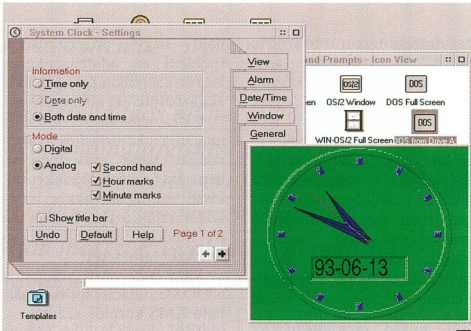 System Clock - Settings
View
Alarm
Date/Time
Window
General
Information
Time only
Date only
Both date and time
Mode
Digital
Analog
Second hand
Hour marks
Minute marks
Show title bar
Undo
Default
Help
Page 1 of 2
Templates
nd Prompts - Icon View
OS/2
DOS
en
OS/2 Window
DOS Full Screen
DOS
WIN-OS/2 Full Screen
DOS from Drive A:
93-06-13